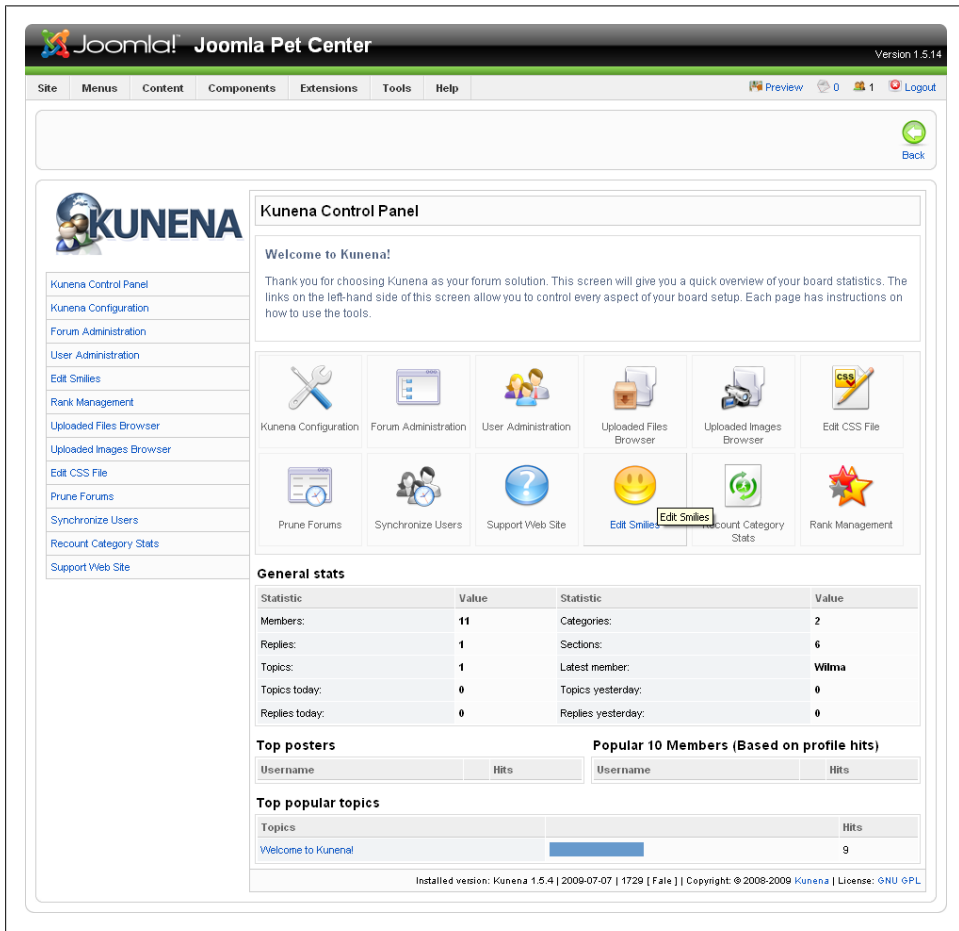 Joomla!™ Joomla Pet Center
Version 1.5.14
Site Menus Content Components Extensions Tools Help Preview 0 1 Logout
Back
KUNENA
Kunena Control Panel
Kunena Configuration
Forum Administration
User Administration
Edit Smilies
Rank Management
Uploaded Files Browser
Uploaded Images Browser
Edit CSS File
Prune Forums
Synchronize Users
Recount Category Stats
Support Web Site
Kunena Control Panel
Welcome to Kunena!
Thank you for choosing Kunena as your forum solution. This screen will give you a quick overview of your board statistics. The
links on the left-hand side of this screen allow you to control every aspect of your board setup. Each page has instructions on
how to use the tools.
CSS
Kunena Configuration Forum Administration User Administration Uploaded Files Browser Uploaded Images Browser Edit CSS File
Prune Forums Synchronize Users Support Web Site Edit Smilies Recount Category Stats Rank Management
Edit Smilies
General stats
Statistic Value Statistic Value
Members: 11 Categories: 2
Replies: 1 Sections: 6
Topics: 1 Latest member: Wilma
Topics today: 0 Topics yesterday: 0
Replies today: 0 Replies yesterday: 0
Top posters Popular 10 Members (Based on profile hits)
Username Hits Username Hits
Top popular topics
Topics Hits
Welcome to Kunena! 9
Installed version: Kunena 1.5.4 | 2009-07-07 | 1729 [ Fale ] | Copyright: © 2008-2009 Kunena | License: GNU GPL